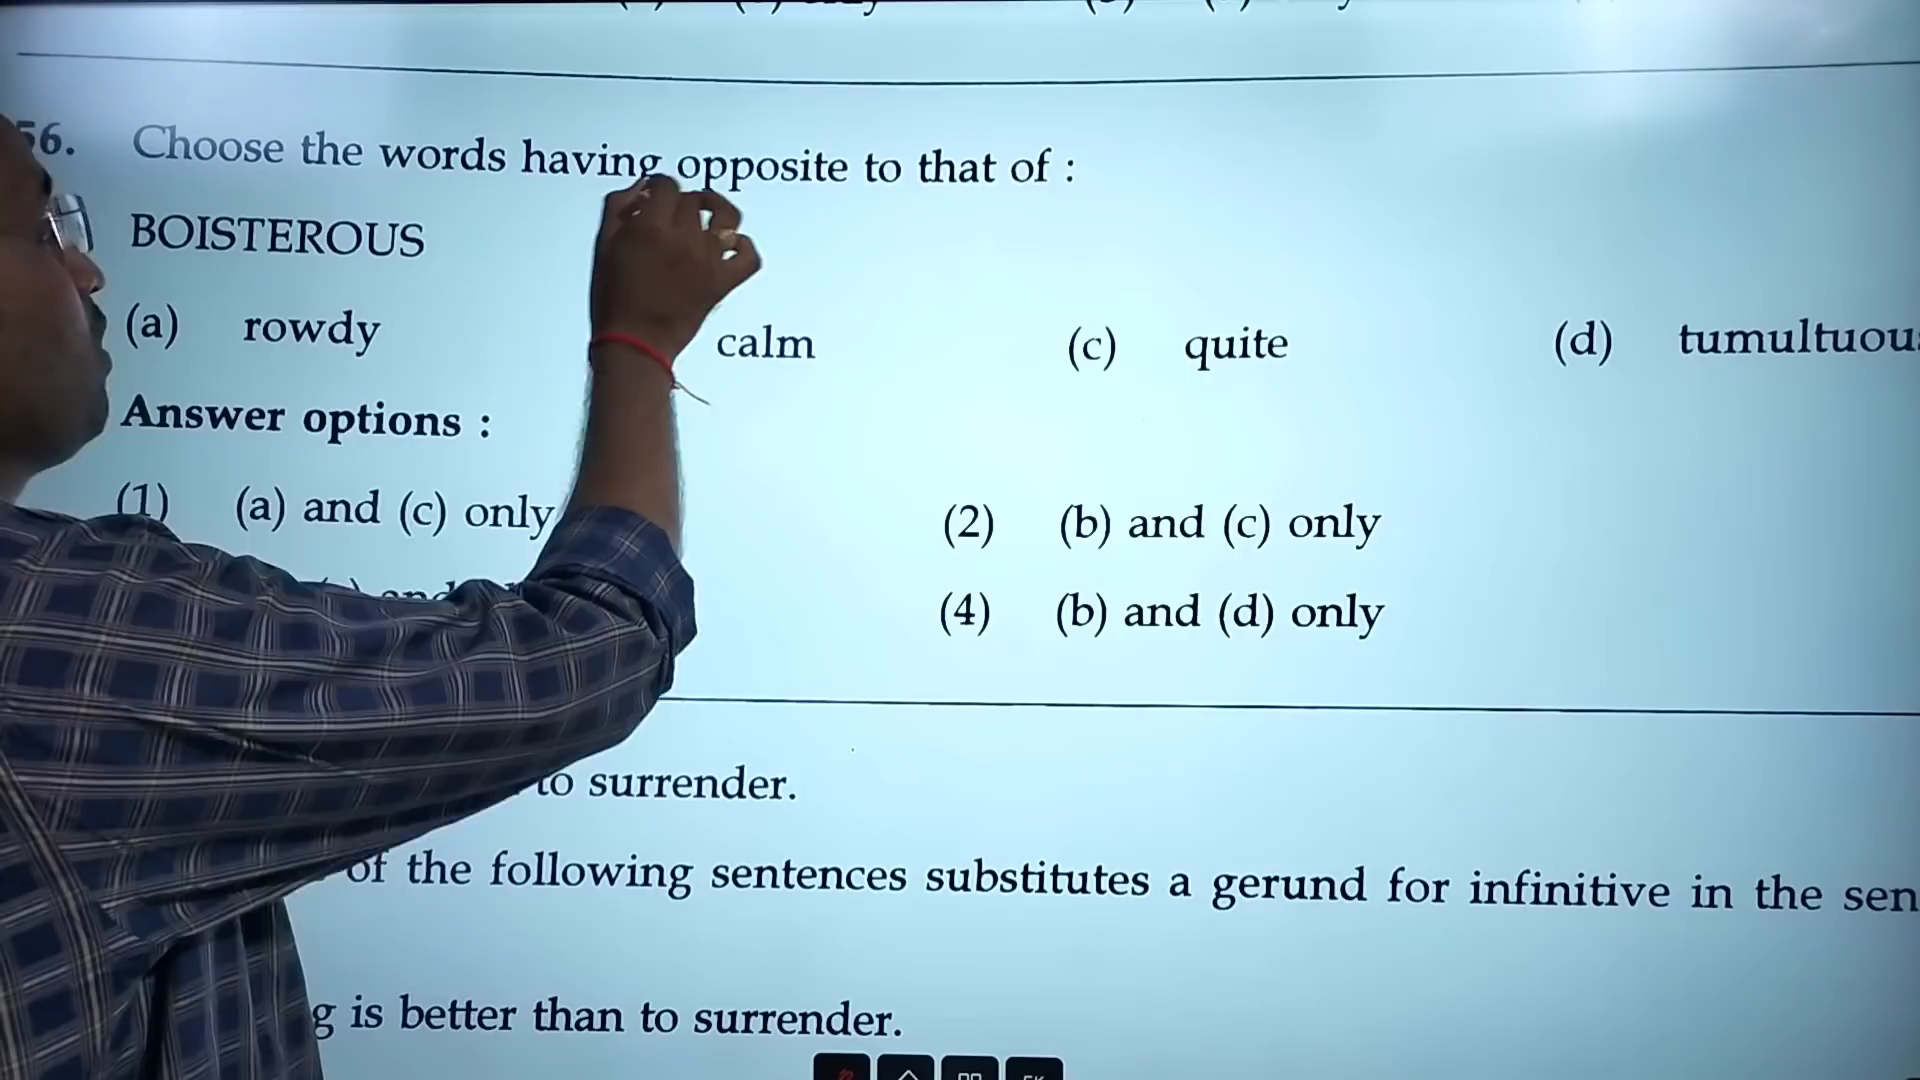 56. Choose the words having opposite to that of :
BOISTEROUS
(a) rowdy calm (c) quite (d) tumultuou
Answer options :
(1) (a) and (c) only (2) (b) and (c) only
(4) (b) and (d) only
to surrender.
of the following sentences substitutes a gerund for infinitive in the sen
g is better than to surrender.